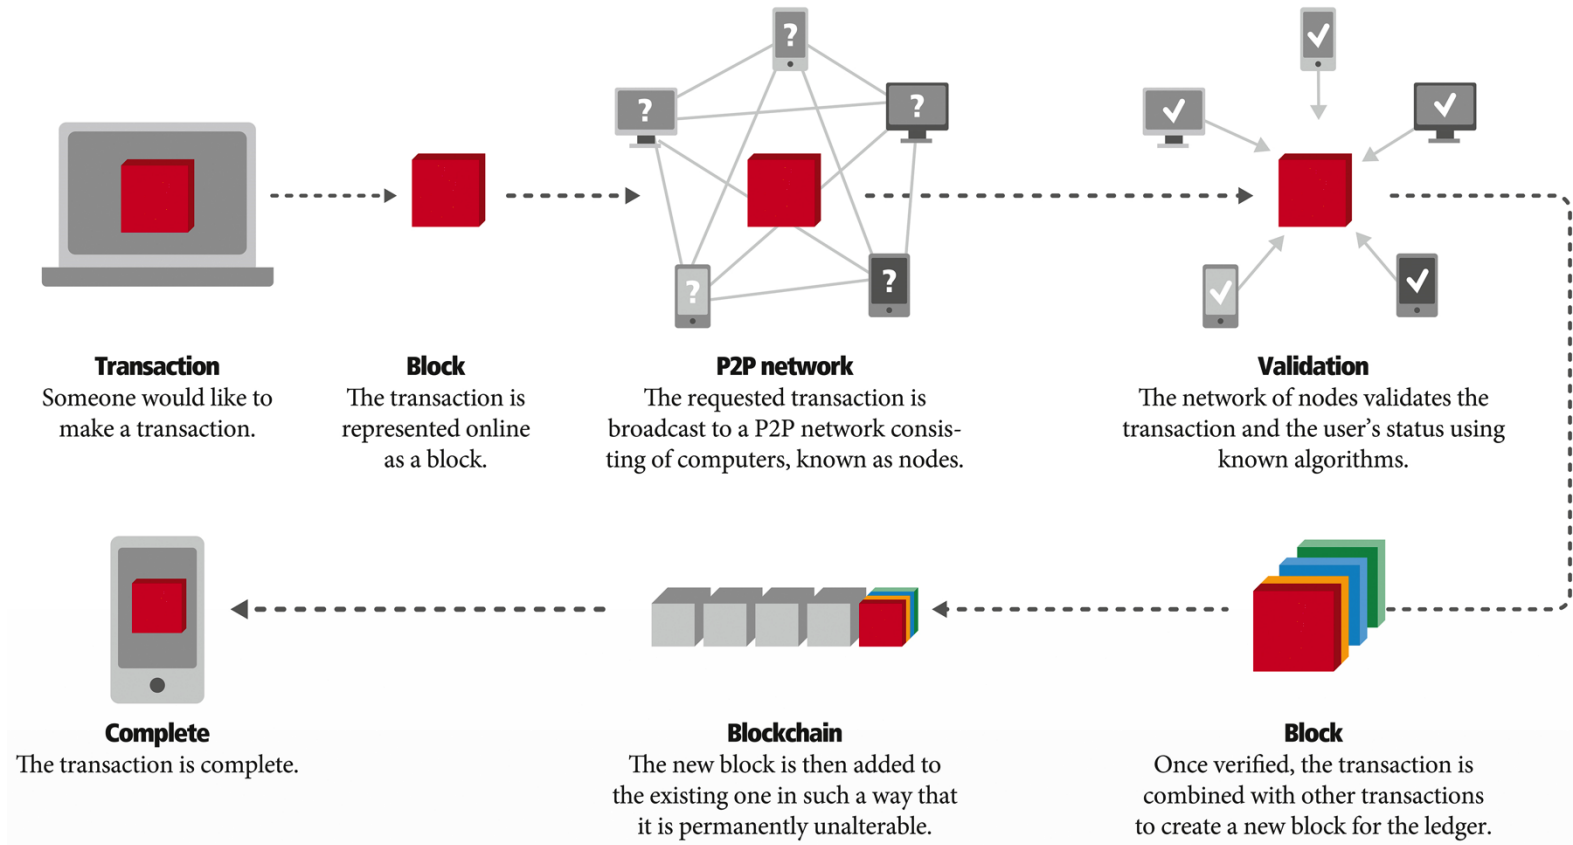 ?
?
?
?
?
Transaction
Someone would like to
make a transaction.
Block
The transaction is
represented online
as a block.
P2P network
The requested transaction is
broadcast to a P2P network consis-
ting of computers, known as nodes.
Validation
The network of nodes validates the
transaction and the user’s status using
known algorithms.
Complete
The transaction is complete.
Blockchain
The new block is then added to
the existing one in such a way that
it is permanently unalterable.
Block
Once verified, the transaction is
combined with other transactions
to create a new block for the ledger.